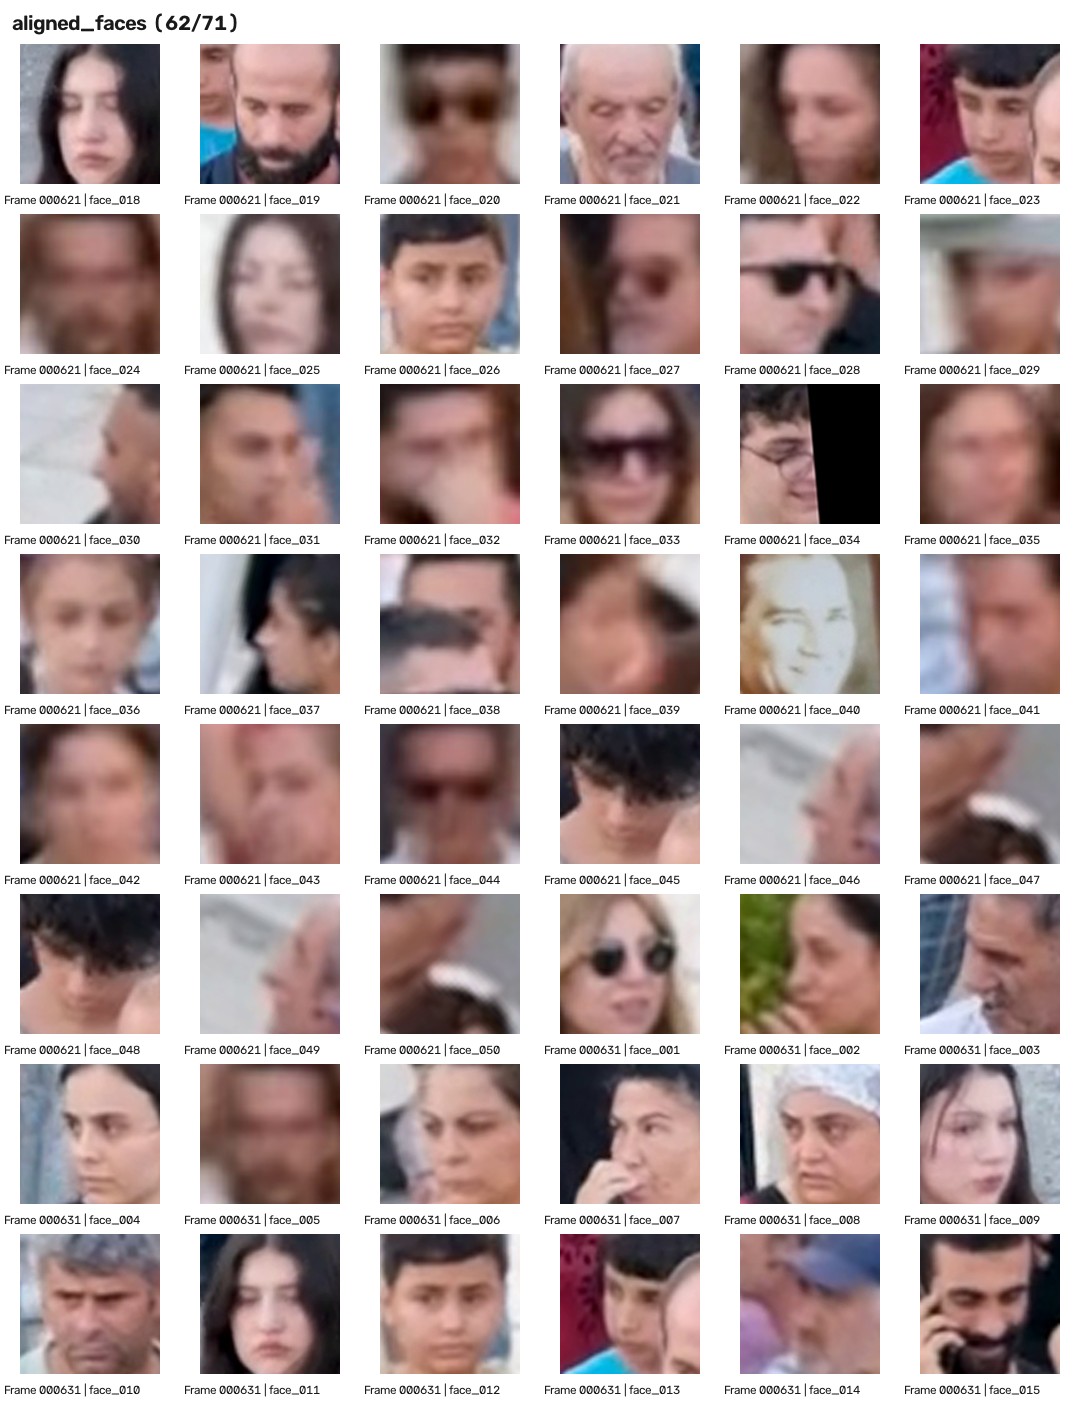 aligned_faces (62/71)
Frame 000621 | face_018 Frame 000621 | face_019 Frame 000621 | face_020 Frame 000621 | face_021 Frame 000621 | face_022 Frame 000621 | face_023
Frame 000621 | face_024 Frame 000621 | face_025 Frame 000621 | face_026 Frame 000621 | face_027 Frame 000621 | face_028 Frame 000621 | face_029
Frame 000621 | face_030 Frame 000621 | face_031 Frame 000621 | face_032 Frame 000621 | face_033 Frame 000621 | face_034 Frame 000621 | face_035
Frame 000621 | face_036 Frame 000621 | face_037 Frame 000621 | face_038 Frame 000621 | face_039 Frame 000621 | face_040 Frame 000621 | face_041
Frame 000621 | face_042 Frame 000621 | face_043 Frame 000621 | face_044 Frame 000621 | face_045 Frame 000621 | face_046 Frame 000621 | face_047
Frame 000621 | face_048 Frame 000621 | face_049 Frame 000621 | face_050 Frame 000631 | face_001 Frame 000631 | face_002 Frame 000631 | face_003
Frame 000631 | face_004 Frame 000631 | face_005 Frame 000631 | face_006 Frame 000631 | face_007 Frame 000631 | face_008 Frame 000631 | face_009
Frame 000631 | face_010 Frame 000631 | face_011 Frame 000631 | face_012 Frame 000631 | face_013 Frame 000631 | face_014 Frame 000631 | face_015